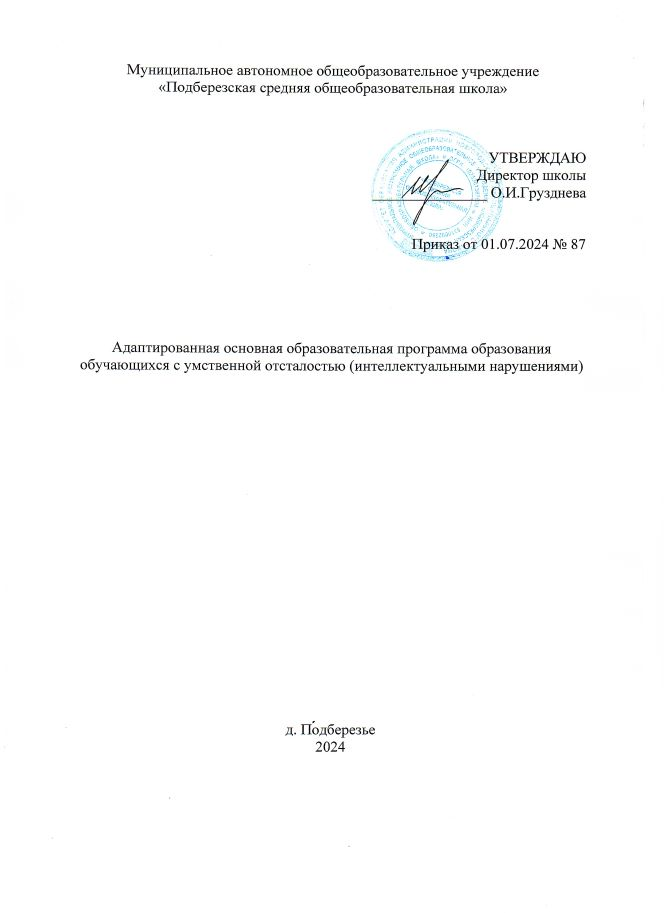 Муниципальное автономное общеобразовательное учреждение
«Подберезская средняя общеобразовательная школа»
УТВЕРЖДАЮ
Директор школы
О.И.Грузднева
Приказ от 01.07.2024 № 87
Адаптированная основная образовательная программа образования
обучающихся с умственной отсталостью (интеллектуальными нарушениями)
д. Подберезье
2024